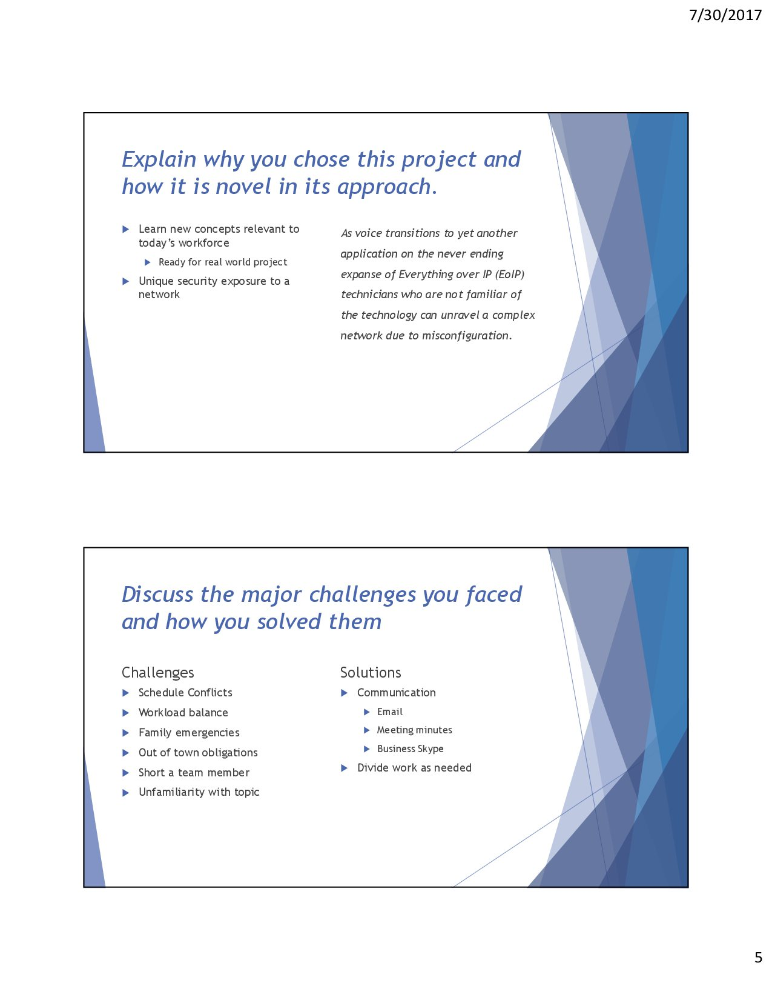 7/30/2017
Explain why you chose this project and
how it is novel in its approach.
Learn new concepts relevant to
today's workforce
Ready for real world project
Unique security exposure to a
network
As voice transitions to yet another
application on the never ending
expanse of Everything over IP (EoIP)
technicians who are not familiar of
the technology can unravel a complex
network due to misconfiguration.
Discuss the major challenges you faced
and how you solved them
Challenges
Schedule Conflicts
Workload balance
Family emergencies
Out of town obligations
Short a team member
Unfamiliarity with topic
Solutions
Communication
Email
Meeting minutes
Business Skype
Divide work as needed
5